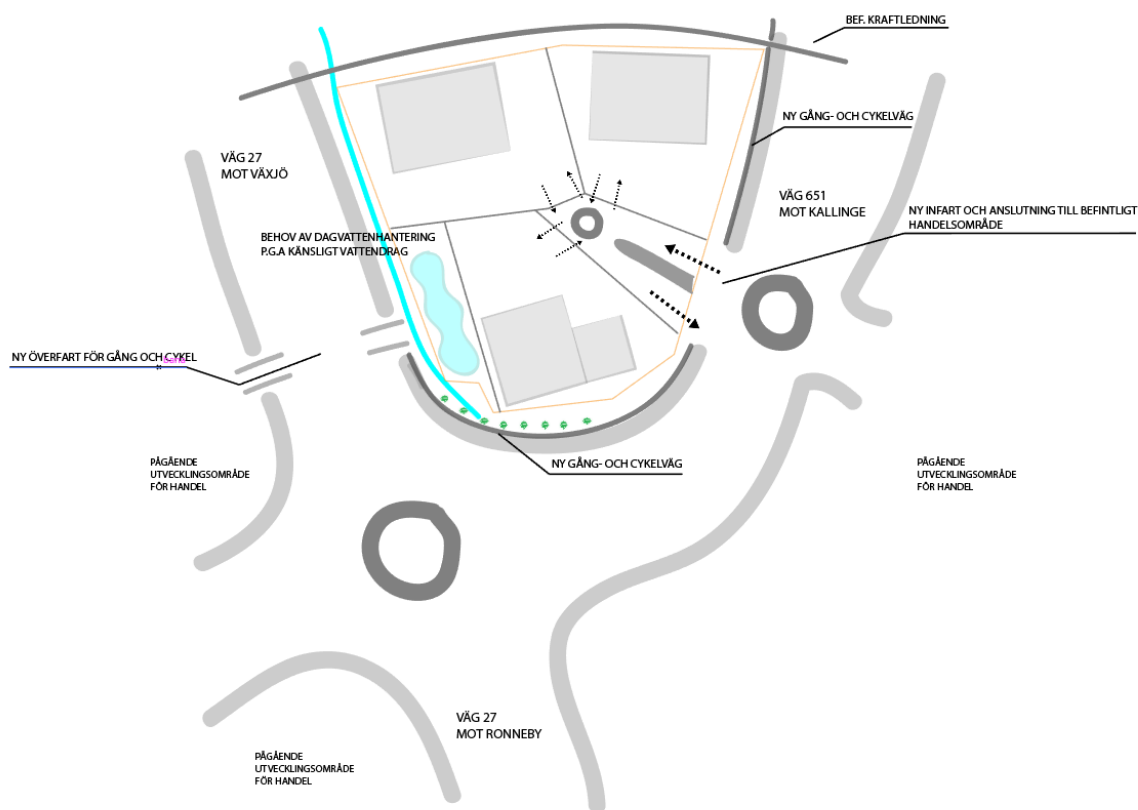 BEF. KRAFTLEDNING
NY GÅNG- OCH CYKELVÄG
VÄG 27
MOT VÄXJÖ
VÄG 651
MOT KALLINGE
NY INFART OCH ANSLUTNING TILL BEFINTLIGT
HANDELSOMRÅDE
BEHOV AV DAGVATTENHANTERING
P.G.A KÄNSLIGT VATTENDRAG
NY ÖVERFART FÖR GÅNG OCH CYKEL
NY GÅNG- OCH CYKELVÄG
PÅGÅENDE
UTVECKLINGSOMRÅDE
FÖR HANDEL
PÅGÅENDE
UTVECKLINGSOMRÅDE
FÖR HANDEL
VÄG 27
MOT RONNEBY
PÅGÅENDE
UTVECKLINGSOMRÅDE
FÖR HANDEL